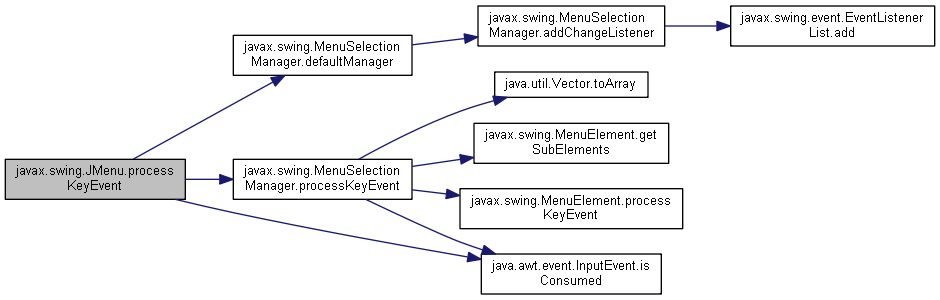 javax.swing.JMenu.process
KeyEvent
javax.swing.MenuSelection
Manager.defaultManager
javax.swing.MenuSelection
Manager.addChangeListener
javax.swing.event.EventListener
List.add
javax.swing.MenuSelection
Manager.processKeyEvent
java.util.Vector.toArray
javax.swing.MenuElement.get
SubElements
javax.swing.MenuElement.process
KeyEvent
java.awt.event.InputEvent.is
Consumed